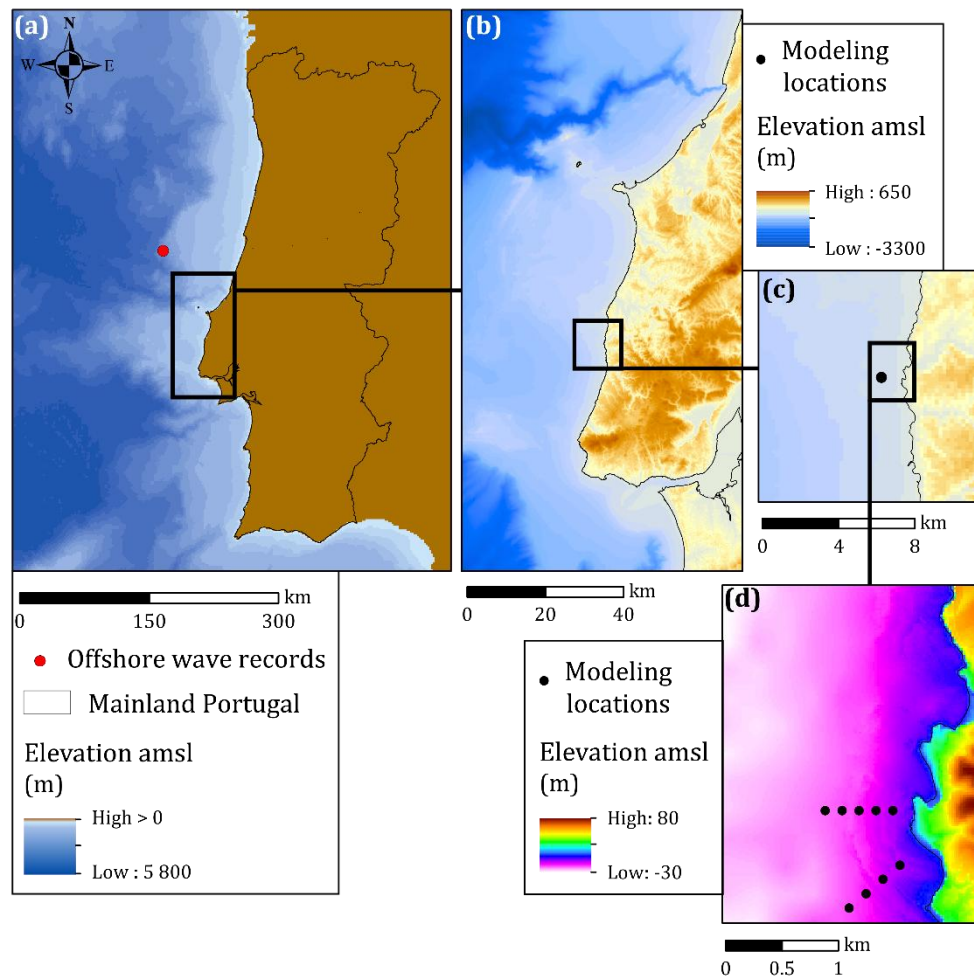 (a)
N
W E
S
(b)
Modeling
locations
Elevation amsl
(m)
High : 650
Low : -3300
(c)
km
0 4 8
km
0 150 300
Offshore wave records
Mainland Portugal
Elevation amsl
(m)
High > 0
Low : 5 800
km
0 20 40
Modeling
locations
Elevation amsl
(m)
High: 80
Low: -30
(d)
km
0 0.5 1